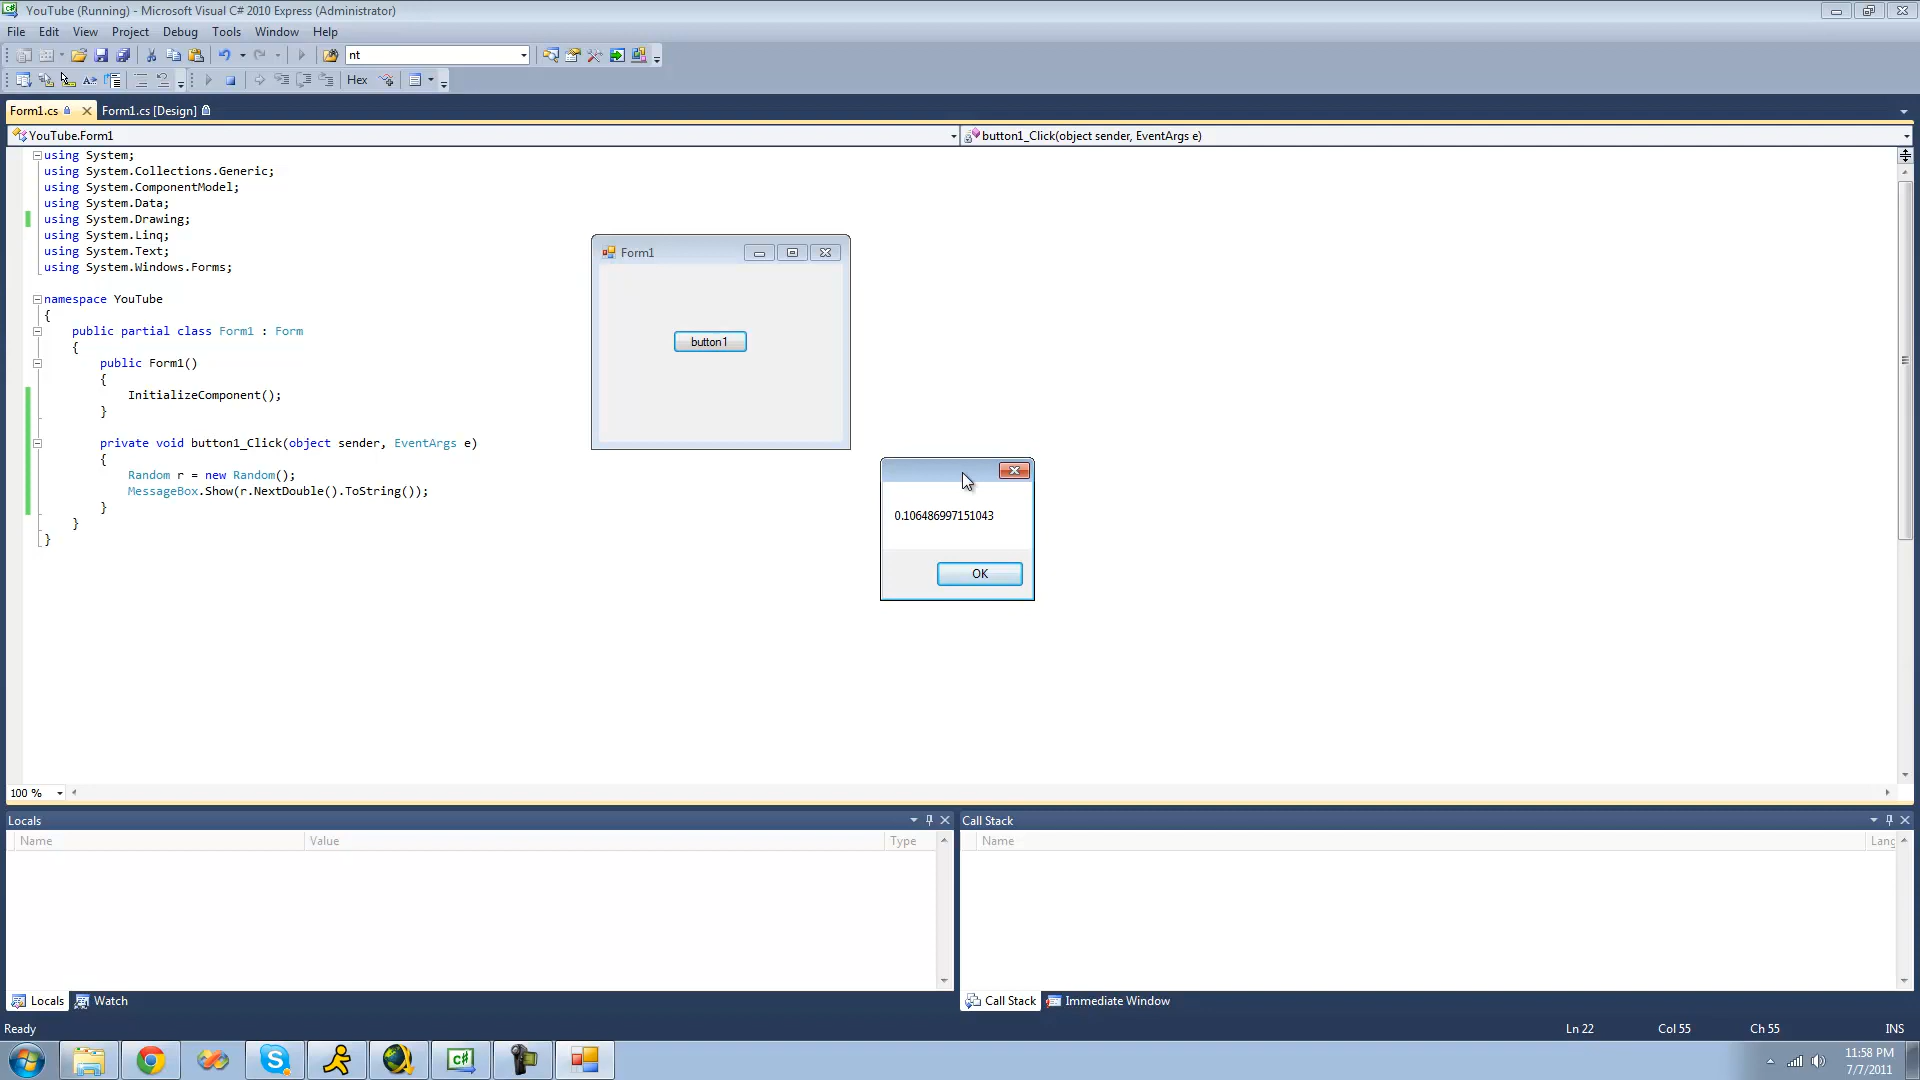 YouTube (Running) - Microsoft Visual C# 2010 Express (Administrator)
File Edit View Project Debug Tools Window Help
nt
Hex
Form1.cs Form1.cs [Design]
YouTube.Form1 button1_Click(object sender, EventArgs e)
using System;
using System.Collections.Generic;
using System.ComponentModel;
using System.Data;
using System.Drawing;
using System.Linq;
using System.Text;
using System.Windows.Forms;
namespace YouTube
{
public partial class Form1 : Form
{
public Form1()
{
InitializeComponent();
}
private void button1_Click(object sender, EventArgs e)
{
Random r = new Random();
MessageBox.Show(r.NextDouble().ToString());
}
}
}
Form1
button1
0.106486997151043
OK
100 %
Locals
Name Value Type
Call Stack
Name Lang
Locals Watch
Call Stack Immediate Window
Ready Ln 22 Col 55 Ch 55 INS
C#
11:58 PM
7/7/2011